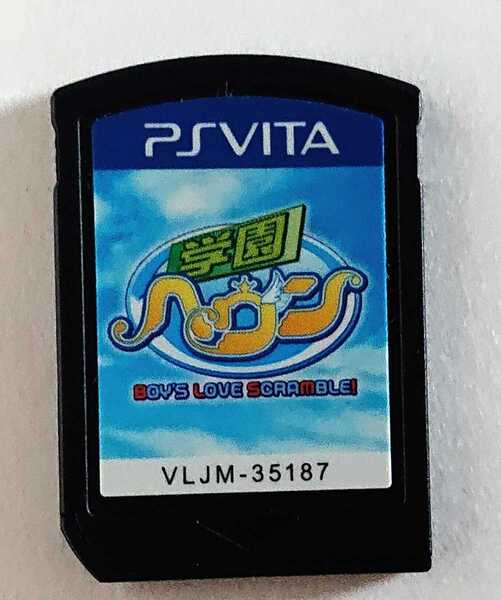 PSVITA
学園
ヘヴン
BOY'S LOVE SCRAMBLE!
VLJM-35187